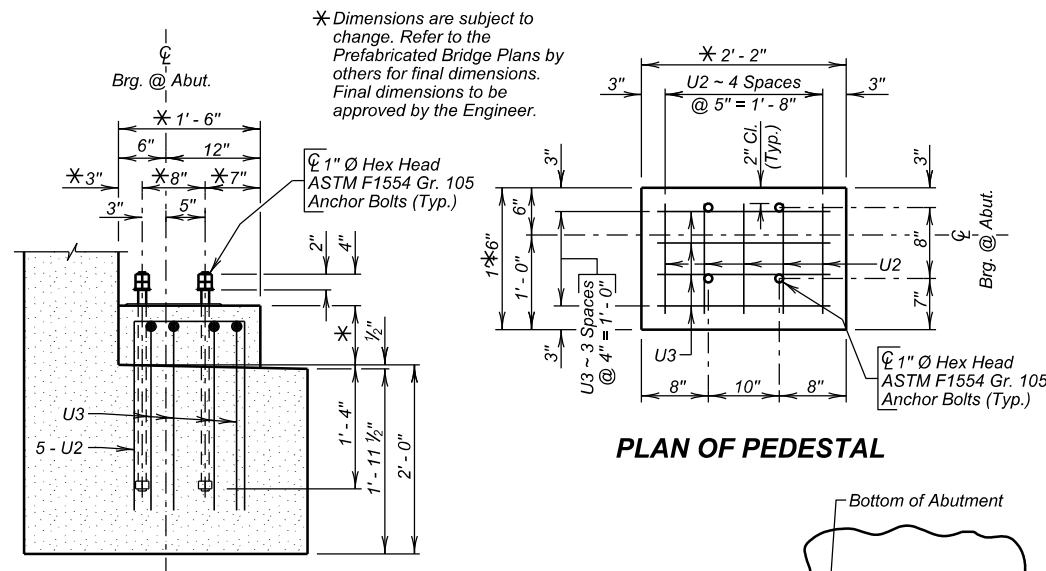 * Dimensions are subject to
change. Refer to the
Prefabricated Bridge Plans by
others for final dimensions.
Final dimensions to be
approved by the Engineer.
℄
Brg. @ Abut.
* 1' - 6"
6"
12"
* 3"
* 8"
* 7"
3"
5"
℄ 1" Ø Hex Head
ASTM F1554 Gr. 105
Anchor Bolts (Typ.)
2"
4"
*
½"
U3
5 - U2
1' - 4"
1' - 11 ½"
2' - 0"
* 2' - 2"
3"
U2 ~ 4 Spaces
@ 5" = 1' - 8"
3"
2" Cl.
(Typ.)
3"
6"
1'*6"
1' - 0"
3"
U3 ~ 3 Spaces
@ 4" = 1' - 0"
3"
8"
7"
℄
Brg. @ Abut.
U2
U3
8"
10"
8"
℄ 1" Ø Hex Head
ASTM F1554 Gr. 105
Anchor Bolts (Typ.)
PLAN OF PEDESTAL
Bottom of Abutment